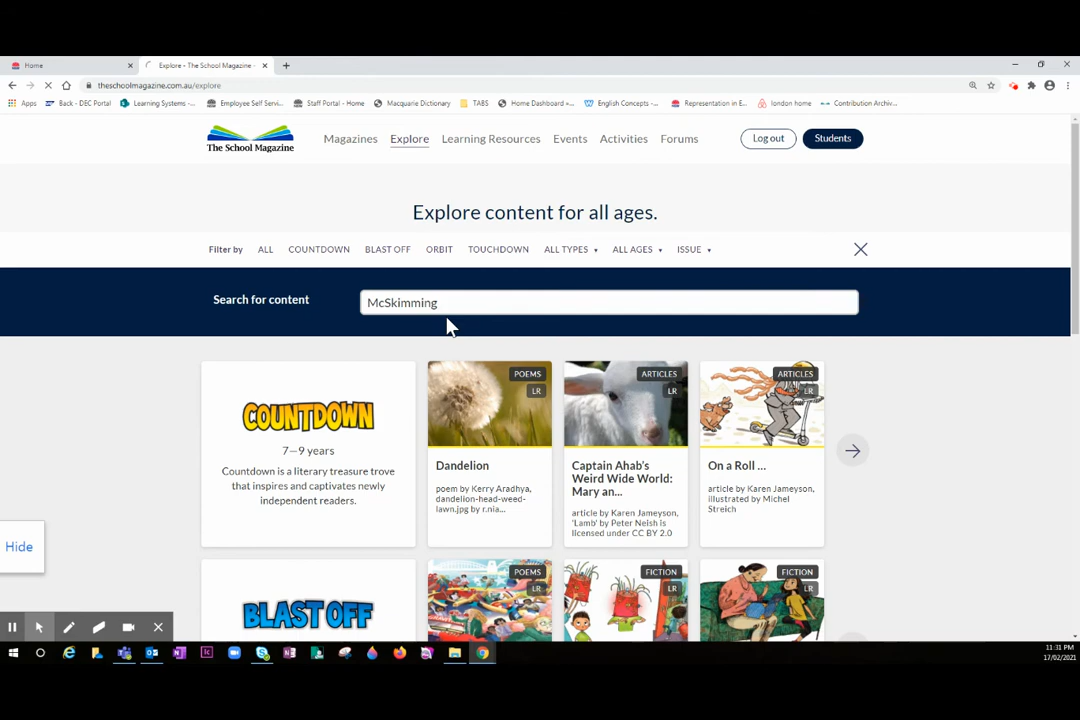 Home
Explore - The School Magazine -
theschoolmagazine.com.au/explore
Apps Back - DEC Portal Learning Systems -... Employee Self Servi... Staff Portal - Home Macquarie Dictionary TABS Home Dashboard »... English Concepts -... Representation in E... london home Contribution Archiv...
The School Magazine
Magazines Explore Learning Resources Events Activities Forums Log out Students
Explore content for all ages.
Filter by ALL COUNTDOWN BLAST OFF ORBIT TOUCHDOWN ALL TYPES ALL AGES ISSUE
Search for content McSkimming
COUNTDOWN
7—9 years
Countdown is a literary treasure trove
that inspires and captivates newly
independent readers.
POEMS
LR
Dandelion
poem by Kerry Aradhya,
dandelion-head-weed-
lawn.jpg by r.nia...
ARTICLES
LR
Captain Ahab's
Weird Wide World:
Mary an...
article by Karen Jameyson,
'Lamb' by Peter Neish is
licensed under CC BY 2.0
ARTICLES
LR
On a Roll ...
article by Karen Jameyson,
illustrated by Michel
Streich
BLAST OFF
POEMS
LR
FICTION
LR
FICTION
LR
Hide
11:31 PM
17/02/2021